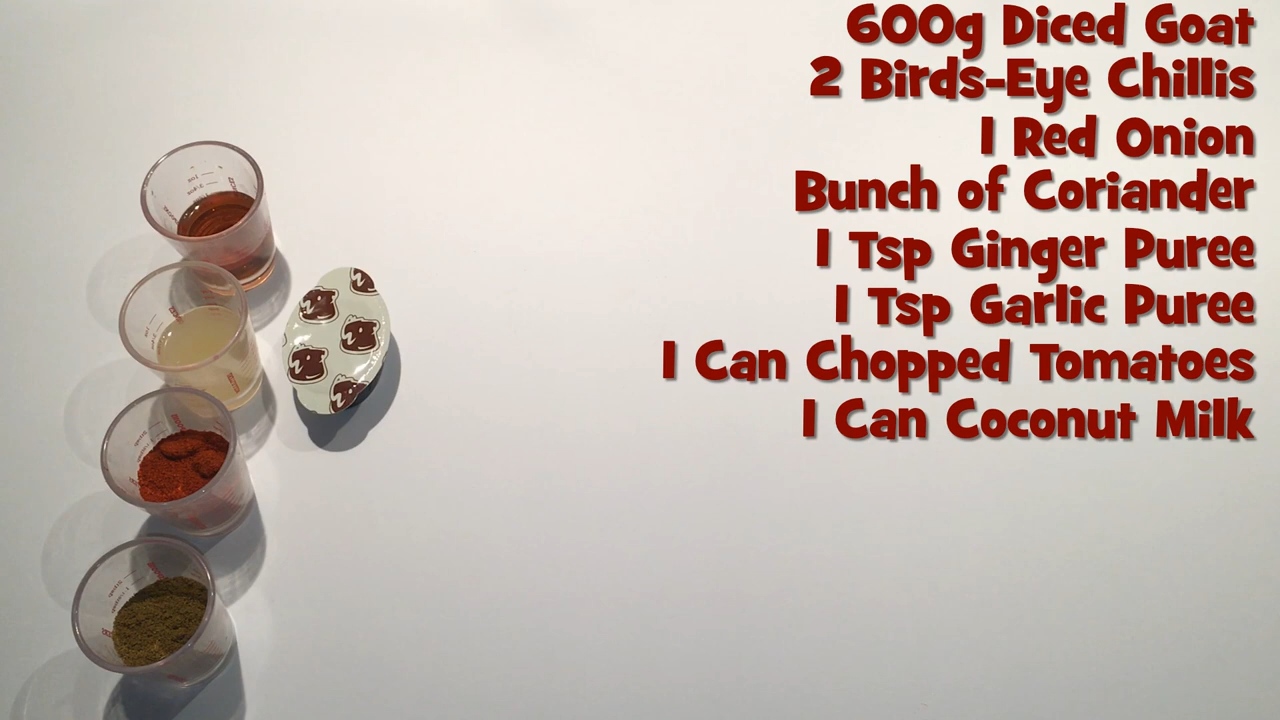 600g Diced Goat
2 Birds-Eye Chillis
1 Red Onion
Bunch of Coriander
1 Tsp Ginger Puree
1 Tsp Garlic Puree
1 Can Chopped Tomatoes
1 Can Coconut Milk